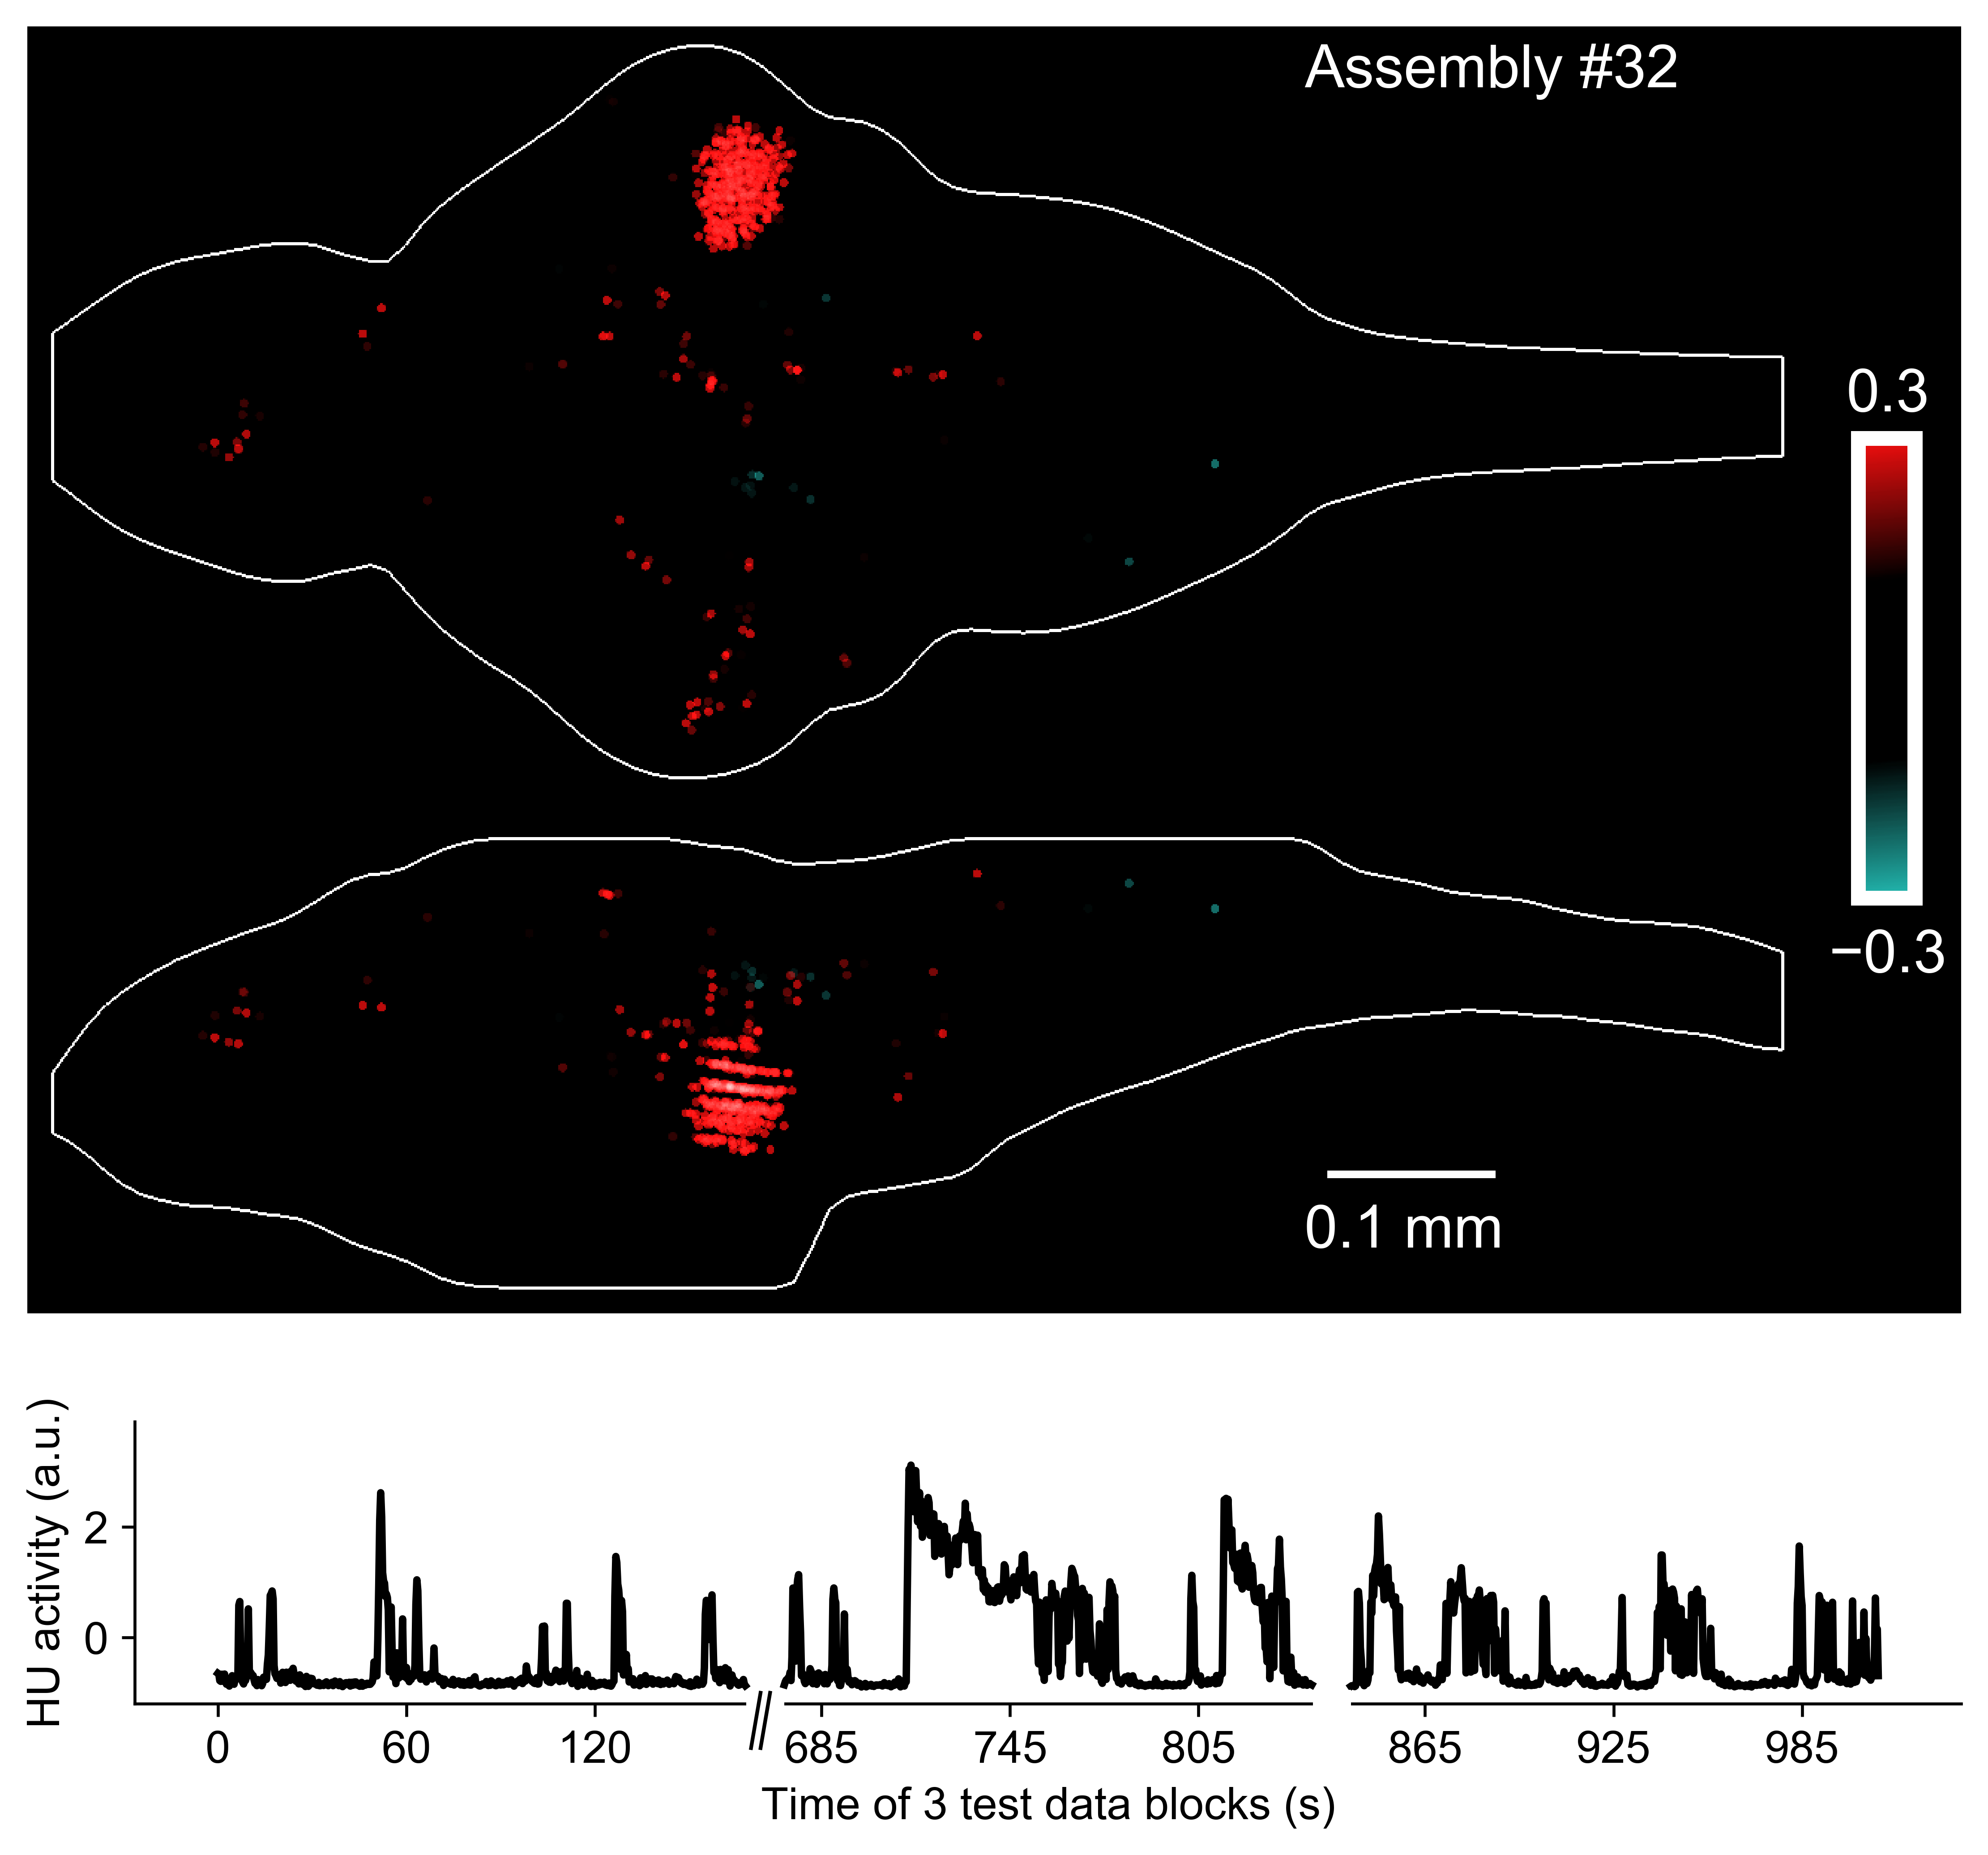 Assembly #32
0.3
−0.3
0.1 mm
HU activity (a.u.)
2
0
0 60 120 685 745 805 865 925 985
Time of 3 test data blocks (s)